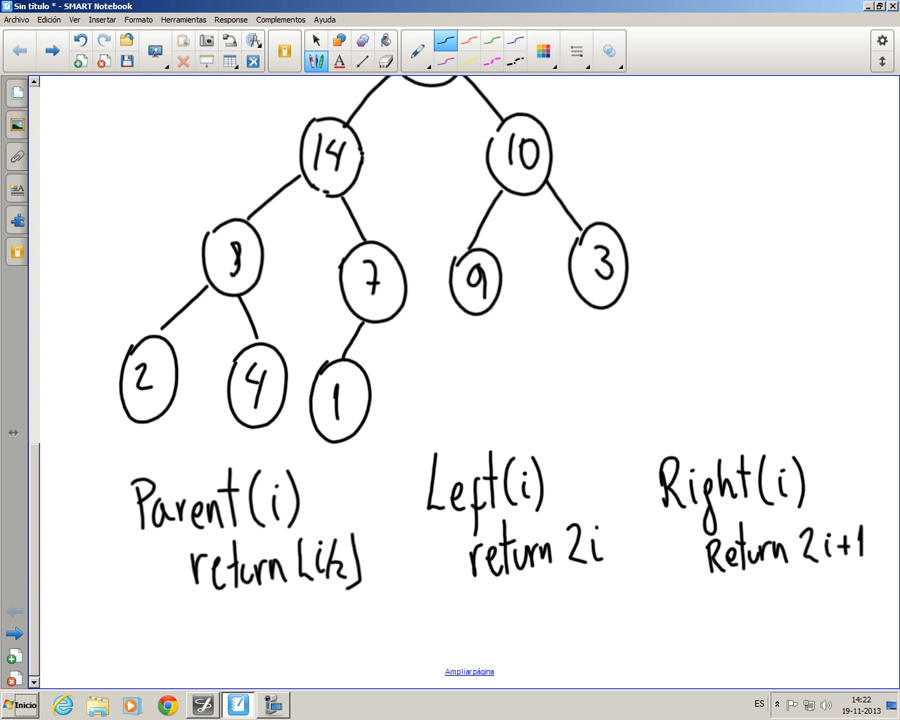 Sin título * - SMART Notebook
Archivo Edición Ver Insertar Formato Herramientas Response Complementos Ayuda
14 10
8 7 9 3
2 4 1
Parent(i) Left(i) Right(i)
return ⌊i/2⌋ return 2i Return 2i+1
Ampliar página
Inicio ES 14:22
19-11-2013